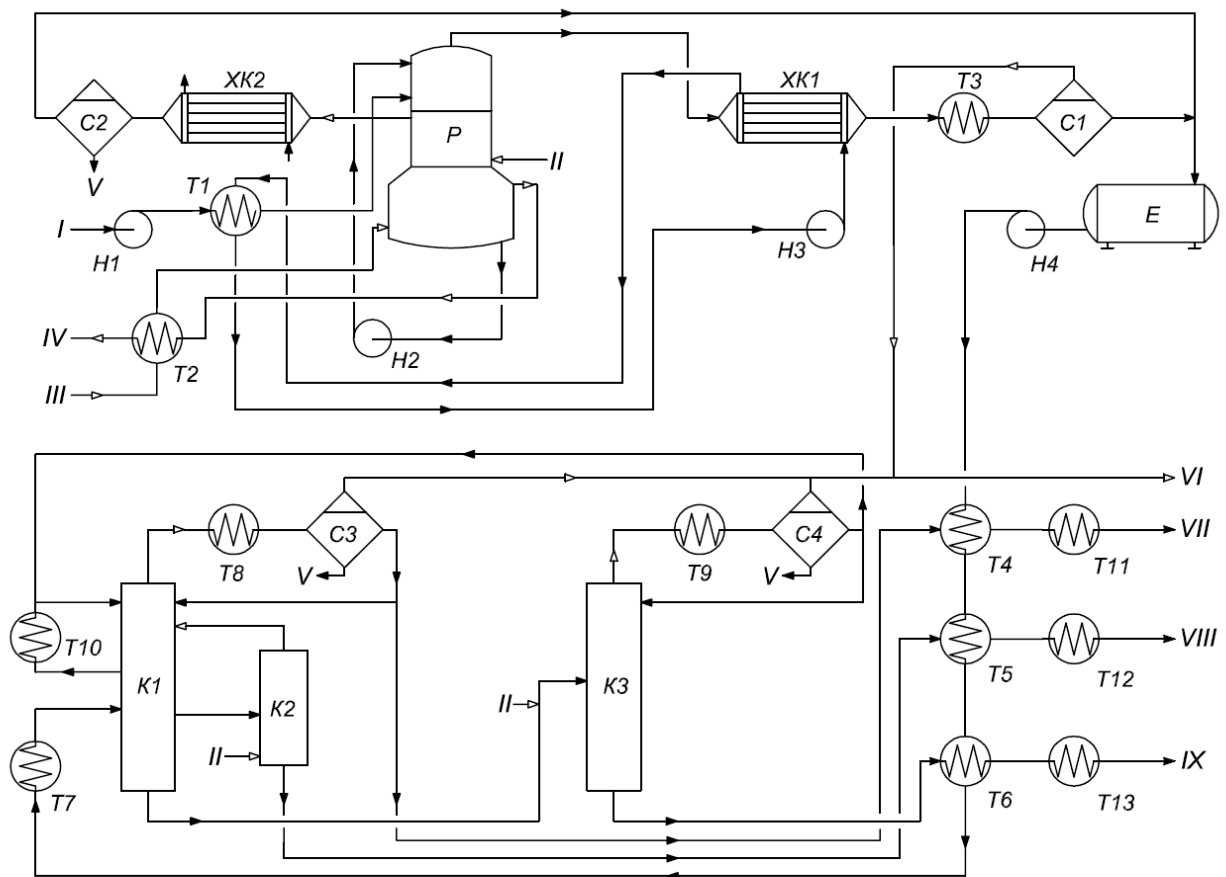 ХК2
ХК1
Т3
С2
Р
С1
II
V
Т1
Е
I
Н1
Н3
Н4
IV
Т2
Н2
III
VI
С3
С4
VII
Т8
V
Т9
V
Т4
Т11
Т10
VIII
К1
К2
К3
Т5
Т12
II
II
IX
Т7
Т6
Т13